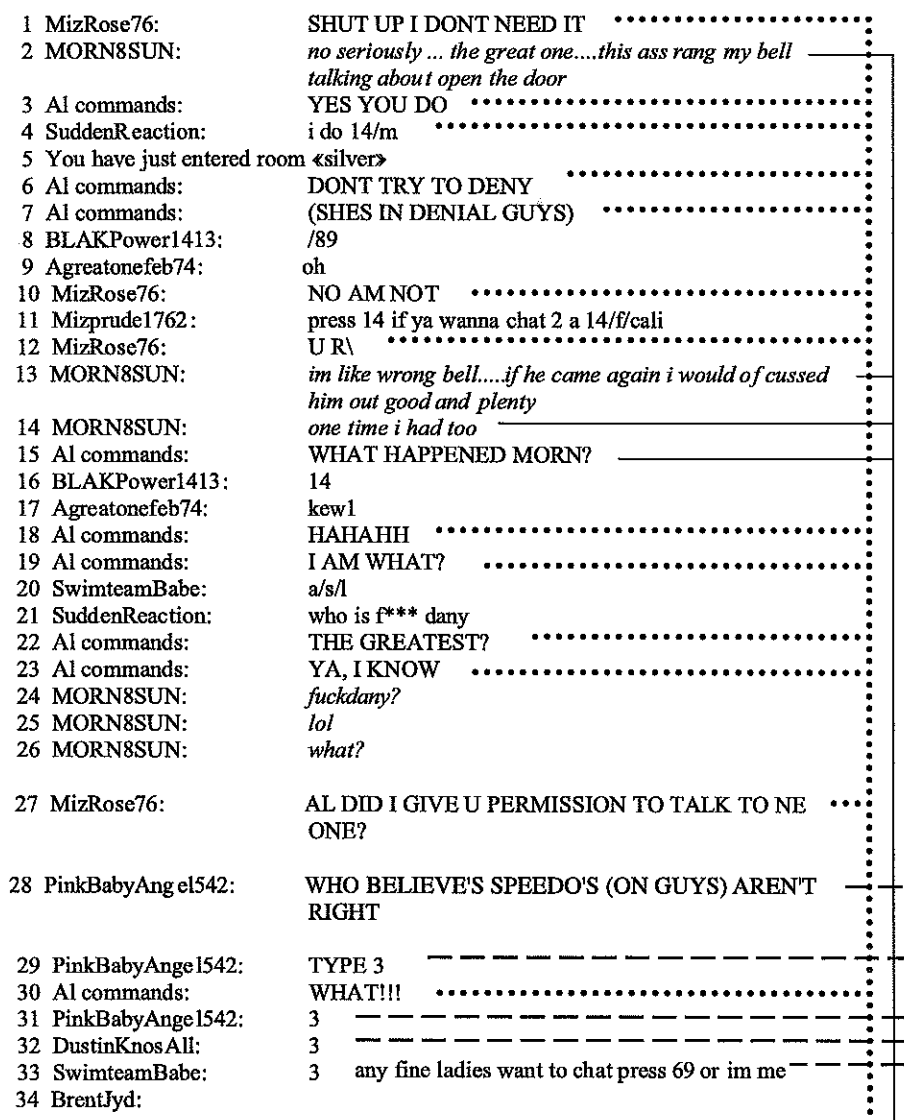 1 MizRose76: SHUT UP I DONT NEED IT
2 MORN8SUN: no seriously ... the great one....this ass rang my bell
talking about open the door
3 Al commands: YES YOU DO
4 SuddenReaction: i do 14/m
5 You have just entered room «silver»
6 Al commands: DONT TRY TO DENY
7 Al commands: (SHES IN DENIAL GUYS)
8 BLAKPower1413: /89
9 Agreatonefeb74: oh
10 MizRose76: NO AM NOT
11 Mizprude1762: press 14 if ya wanna chat 2 a 14/f/cali
12 MizRose76: U R\
13 MORN8SUN: im like wrong bell.....if he came again i would of cussed
him out good and plenty
14 MORN8SUN: one time i had too
15 Al commands: WHAT HAPPENED MORN?
16 BLAKPower1413: 14
17 Agreatonefeb74: kewl
18 Al commands: HAHAHH
19 Al commands: I AM WHAT?
20 SwimteamBabe: a/s/l
21 SuddenReaction: who is f*** dany
22 Al commands: THE GREATEST?
23 Al commands: YA, I KNOW
24 MORN8SUN: fuckdany?
25 MORN8SUN: lol
26 MORN8SUN: what?
27 MizRose76: AL DID I GIVE U PERMISSION TO TALK TO NE
ONE?
28 PinkBabyAngel542: WHO BELIEVE'S SPEEDO'S (ON GUYS) AREN'T
RIGHT
29 PinkBabyAngel542: TYPE 3
30 Al commands: WHAT!!!
31 PinkBabyAngel542: 3
32 DustinKnosAll: 3
33 SwimteamBabe: 3 any fine ladies want to chat press 69 or im me
34 BrentJyd: